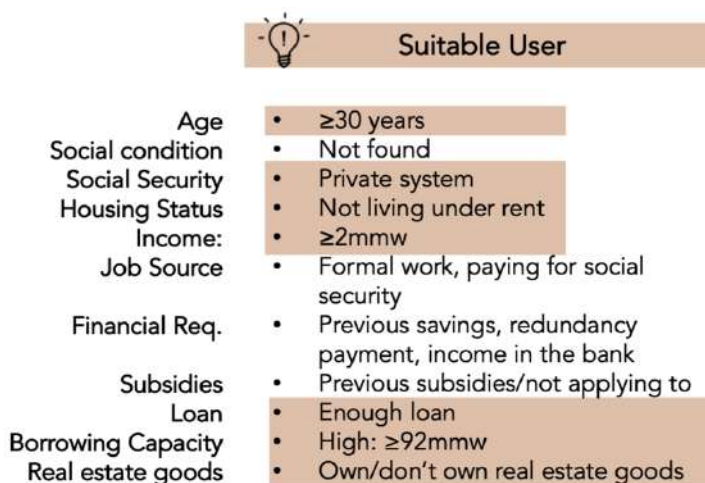 Suitable User
Age • ≥30 years
Social condition • Not found
Social Security • Private system
Housing Status • Not living under rent
Income: • ≥2mmw
Job Source • Formal work, paying for social
security
Financial Req. • Previous savings, redundancy
payment, income in the bank
Subsidies • Previous subsidies/not applying to
Loan • Enough loan
Borrowing Capacity • High: ≥92mmw
Real estate goods • Own/don't own real estate goods